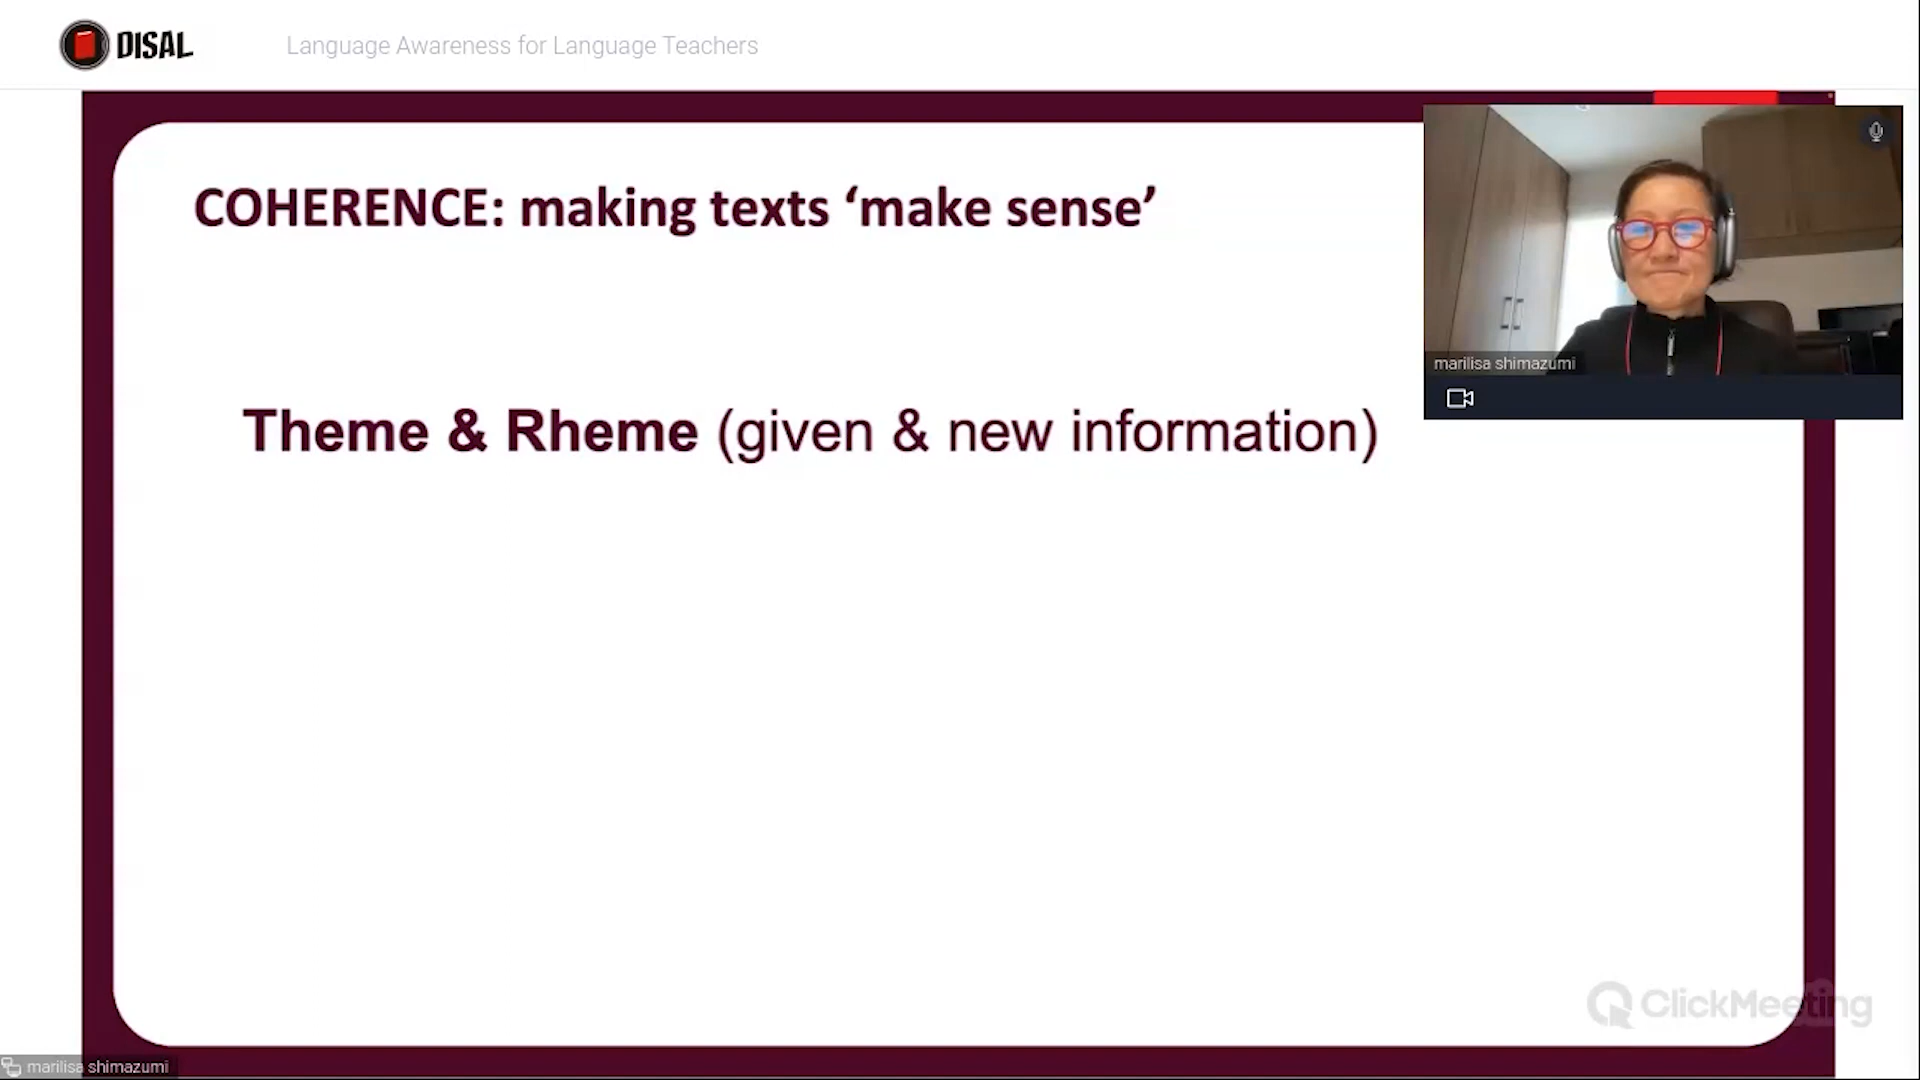 DISAL
Language Awareness for Language Teachers
COHERENCE: making texts ‘make sense’
marilisa shimazumi
Theme & Rheme (given & new information)
ClickMeeting
marilisa shimazumi